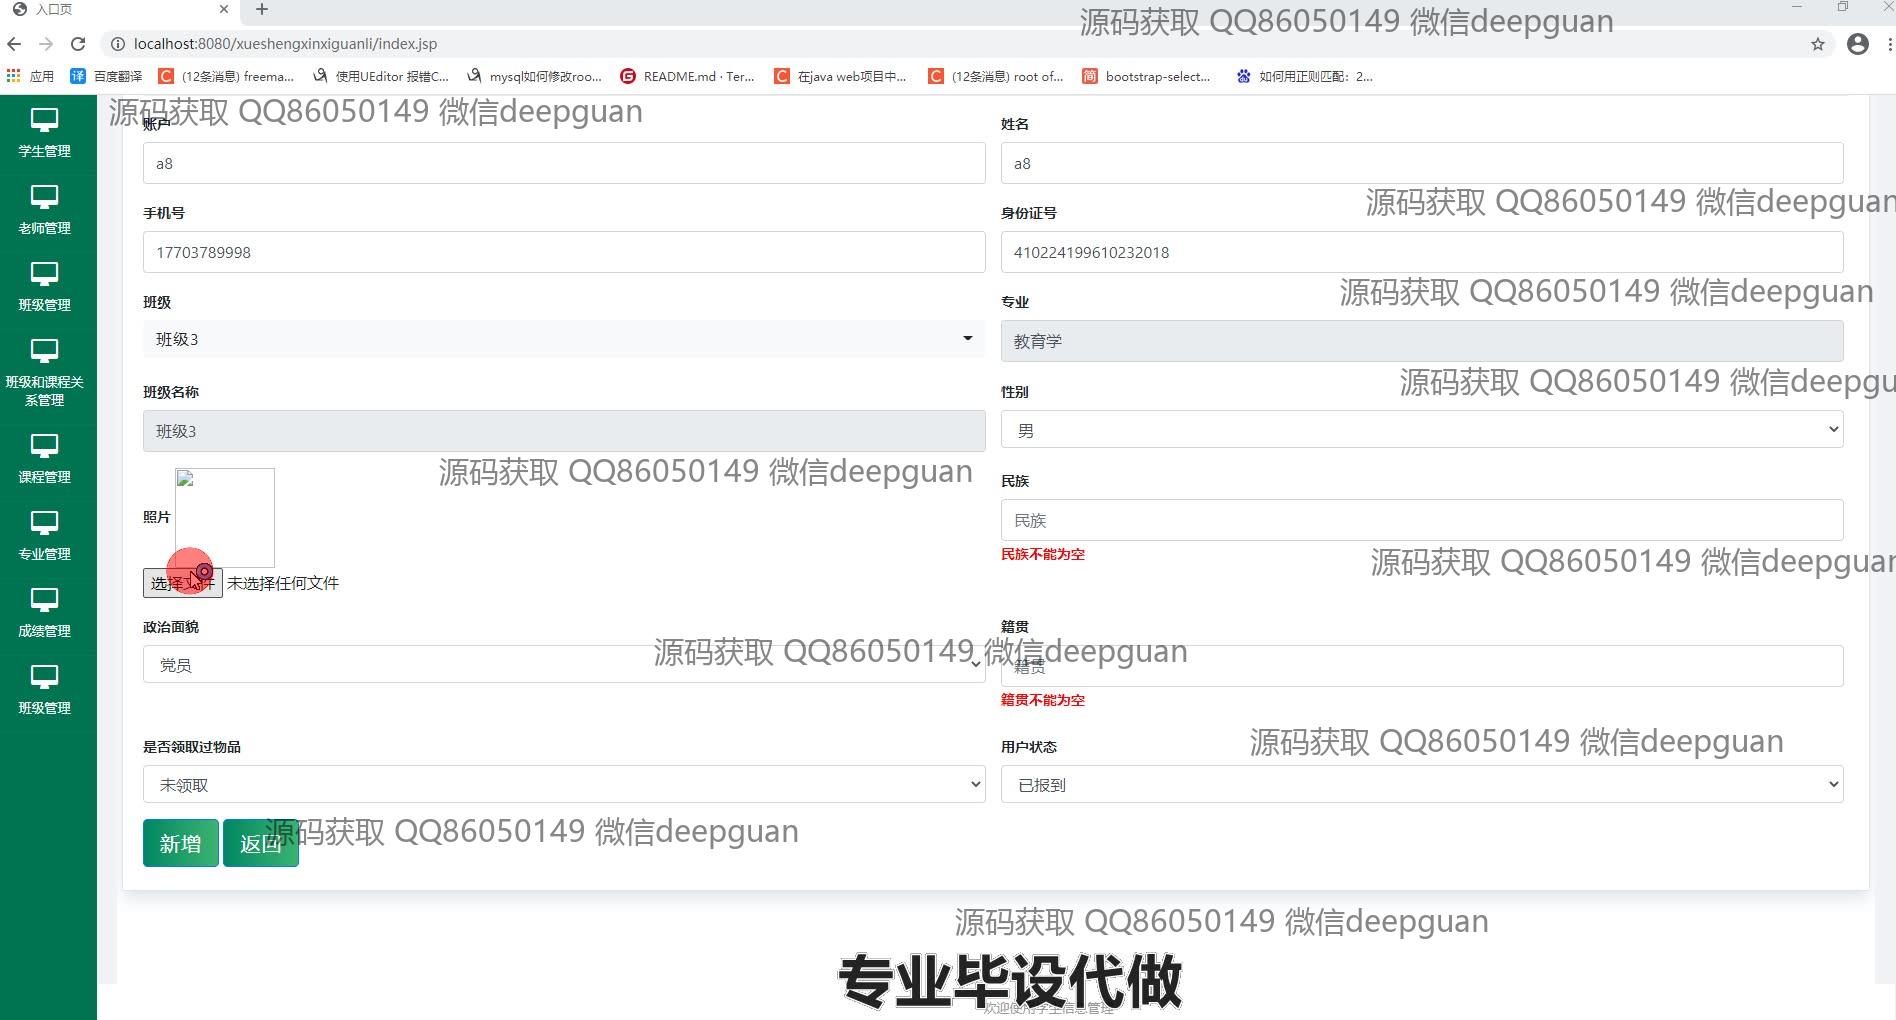 入口页
源码获取 QQ86050149 微信deepguan
localhost:8080/xueshengxinxiguanli/index.jsp
应用 百度翻译 (12条消息) freema... 使用UEditor 报错C... mysql如何修改roo... README.md · Ter... 在java web项目中... (12条消息) root of... bootstrap-select... 如何用正则匹配：2...
源码获取 QQ86050149 微信deepguan
学生管理
老师管理
班级管理
班级和课程关
系管理
课程管理
专业管理
成绩管理
班级管理
账户 姓名
a8 a8
源码获取 QQ86050149 微信deepguan
手机号 身份证号
17703789998 410224199610232018
源码获取 QQ86050149 微信deepguan
班级 专业
班级3 教育学
源码获取 QQ86050149 微信deepgu
班级名称 性别
班级3 男
源码获取 QQ86050149 微信deepguan
照片 民族
民族
民族不能为空
源码获取 QQ86050149 微信deepguan
选择文件 未选择任何文件
政治面貌 籍贯
源码获取 QQ86050149 微信deepguan
党员 籍贯
籍贯不能为空
是否领取过物品 用户状态
源码获取 QQ86050149 微信deepguan
未领取 已报到
新增 返回
源码获取 QQ86050149 微信deepguan
源码获取 QQ86050149 微信deepguan
专业毕设代做
欢迎使用学生信息管理